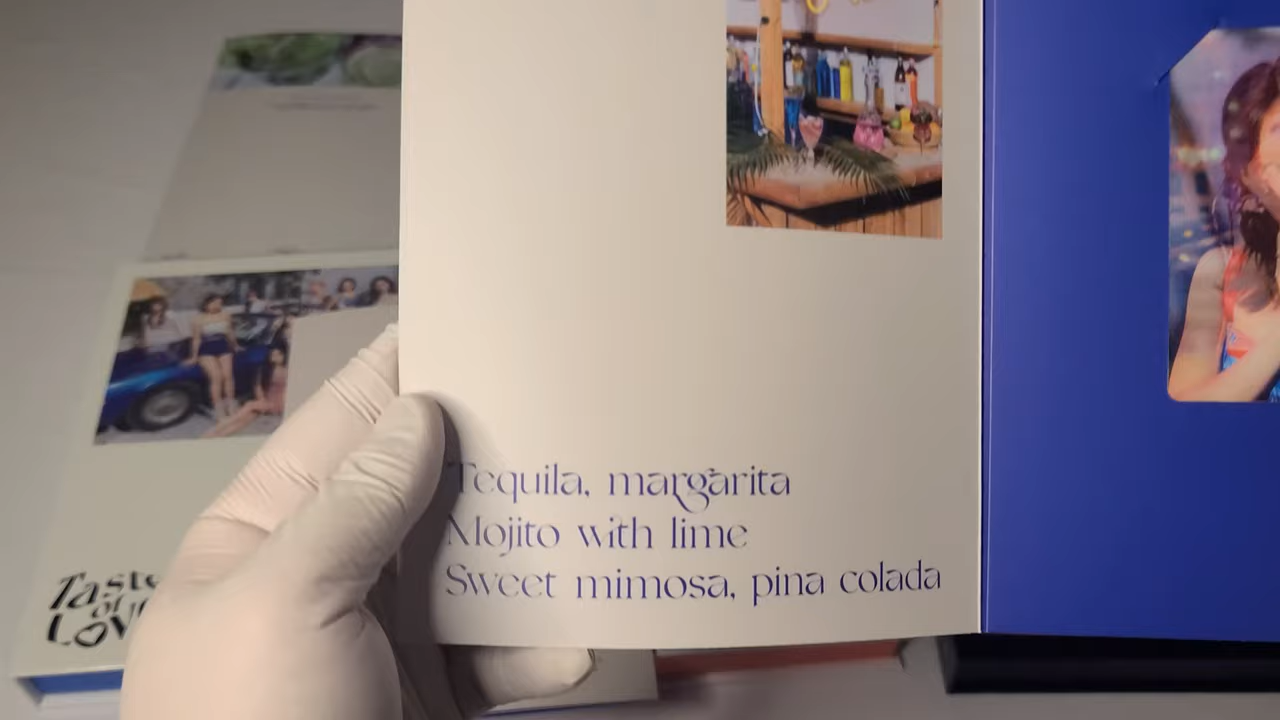 Tequila, margarita
Mojito with lime
Sweet mimosa, pina colada
Taste
of
Love